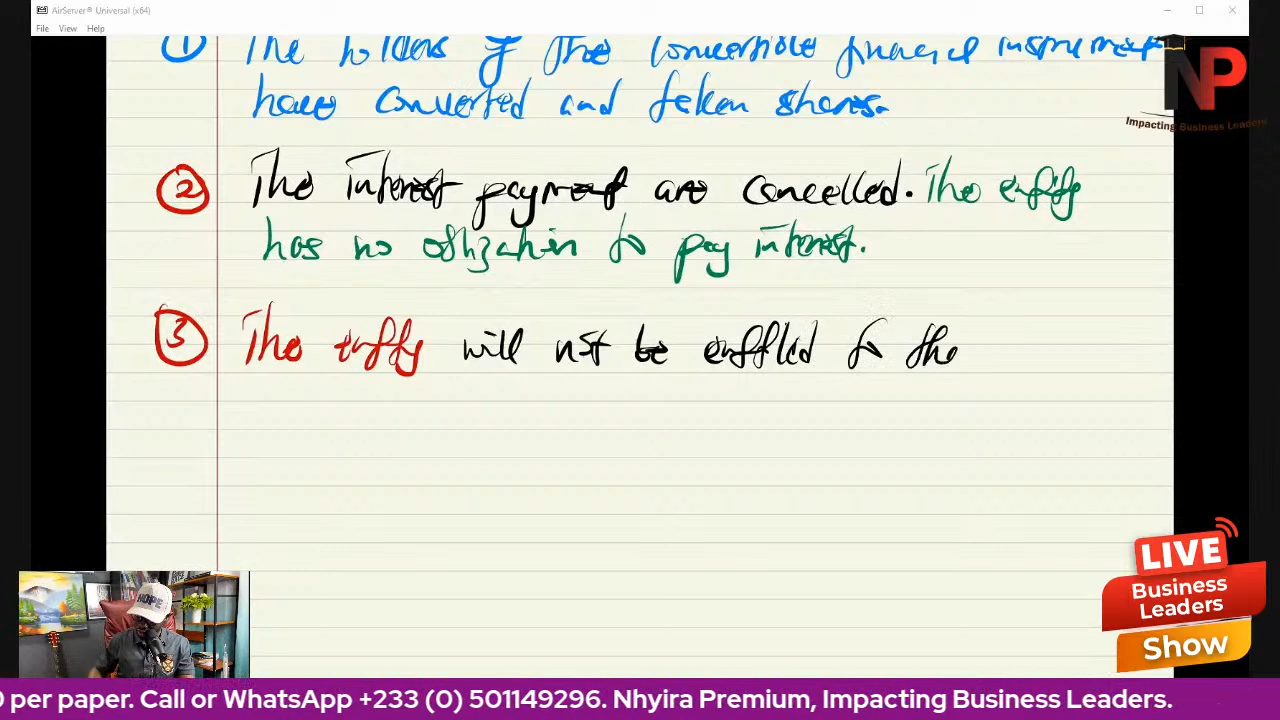 AirServer® Universal (x64)
File View Help
① The holders of the convertible financial instrument
have converted and taken shares.
NP
Impacting Business Leaders
② The interest payment are cancelled. The entity
has no obligation to pay interest.
③ The entity will not be entitled to the
HOPE
LIVE
Business
Leaders
Show
0 per paper. Call or WhatsApp +233 (0) 501149296. Nhyira Premium, Impacting Business Leaders.